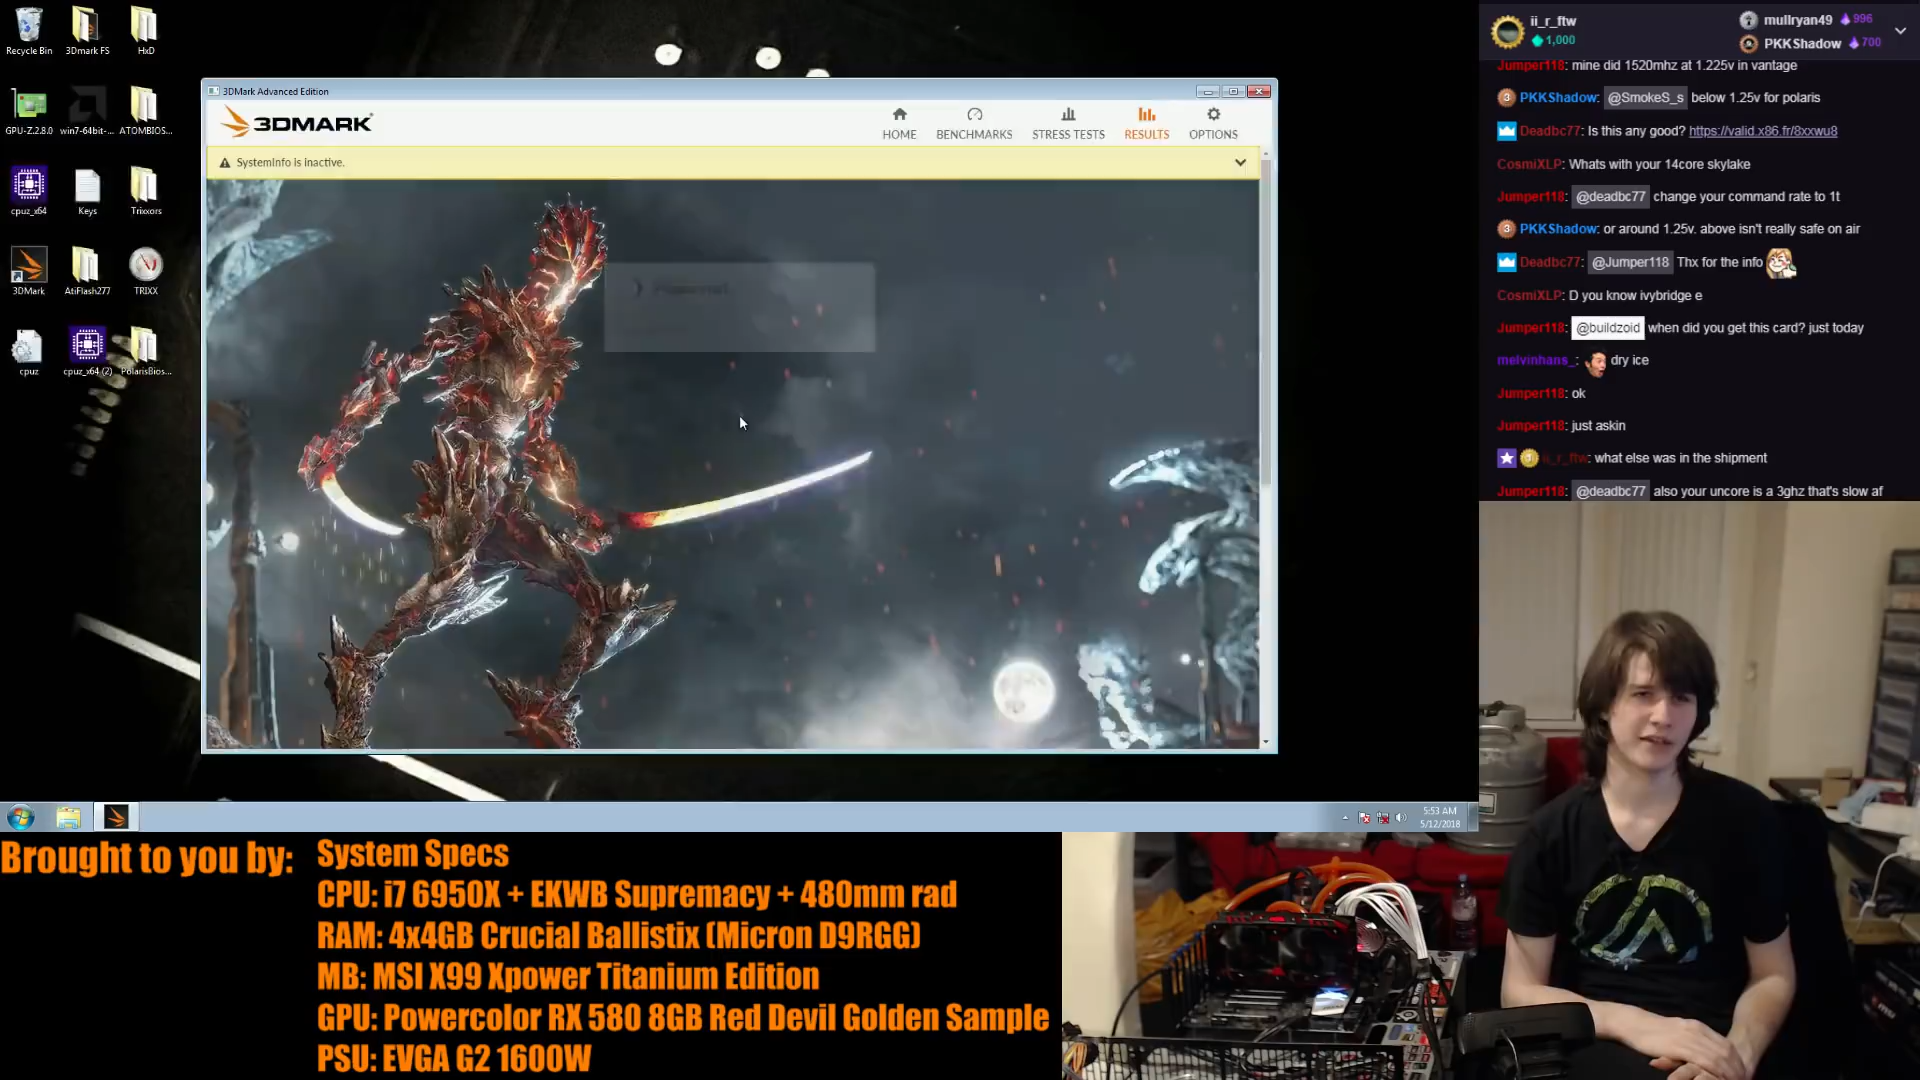 Recycle Bin
3Dmark FS
HxD
GPU-Z.2.8.0
win7-64bit-...
ATOMBIOS...
cpuz_x64
Keys
Trixxors
3DMark
AtiFlash277
TRIXX
cpuz
cpuz_x64 (2)
PolarisBios...
3DMark Advanced Edition
3DMARK
HOME
BENCHMARKS
STRESS TESTS
RESULTS
OPTIONS
SystemInfo is inactive.
5:53 AM
5/12/2018
ii_r_ftw
1,000
mullryan49 996
PKKShadow 700
Jumper118: mine did 1520mhz at 1.225v in vantage
PKKShadow: @SmokeS_s below 1.25v for polaris
Deadbc77: Is this any good? https://valid.x86.fr/8xxwu8
CosmiXLP: Whats with your 14core skylake
Jumper118: @deadbc77 change your command rate to 1t
PKKShadow: or around 1.25v. above isn't really safe on air
Deadbc77: @Jumper118 Thx for the info
CosmiXLP: D you know ivybridge e
Jumper118: @buildzoid when did you get this card? just today
melvinhans_: dry ice
Jumper118: ok
Jumper118: just askin
ii_r_ftw: what else was in the shipment
Jumper118: @deadbc77 also your uncore is a 3ghz that's slow af
Brought to you by:
System Specs
CPU: i7 6950X + EKWB Supremacy + 480mm rad
RAM: 4x4GB Crucial Ballistix (Micron D9RGG)
MB: MSI X99 Xpower Titanium Edition
GPU: Powercolor RX 580 8GB Red Devil Golden Sample
PSU: EVGA G2 1600W